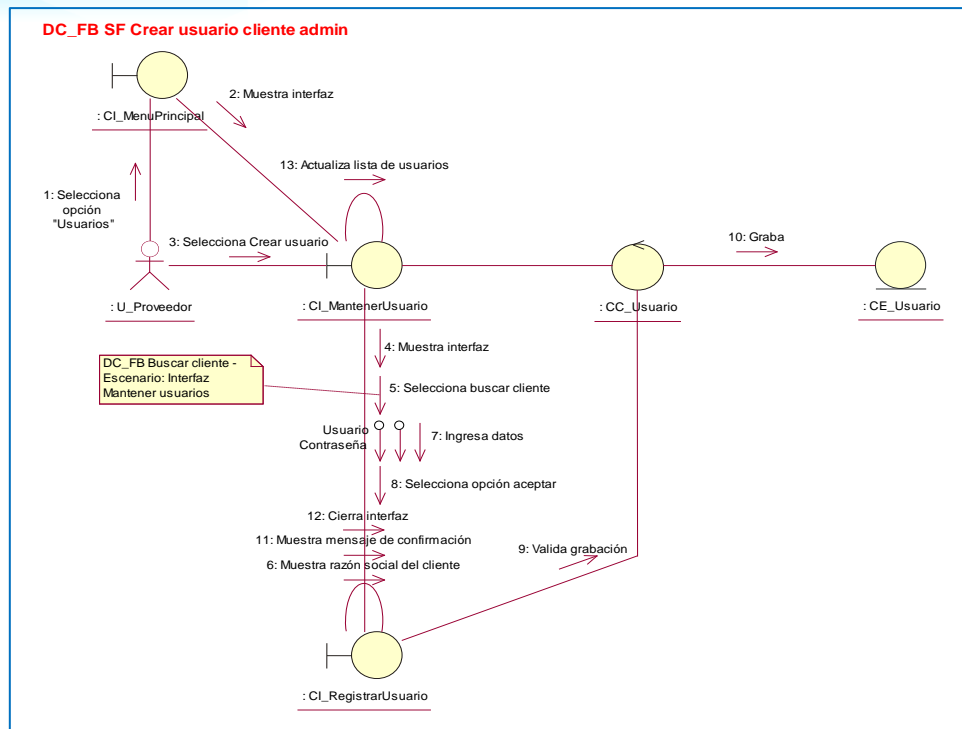 DC_FB SF Crear usuario cliente admin
2: Muestra interfaz
: CI_MenuPrincipal
13: Actualiza lista de usuarios
1: Selecciona
opción
"Usuarios"
3: Selecciona Crear usuario
10: Graba
: U_Proveedor
: CI_MantenerUsuario
: CC_Usuario
: CE_Usuario
4: Muestra interfaz
DC_FB Buscar cliente -
Escenario: Interfaz
Mantener usuarios
5: Selecciona buscar cliente
Usuario
Contraseña
7: Ingresa datos
8: Selecciona opción aceptar
12: Cierra interfaz
11: Muestra mensaje de confirmación
9: Valida grabación
6: Muestra razón social del cliente
: CI_RegistrarUsuario